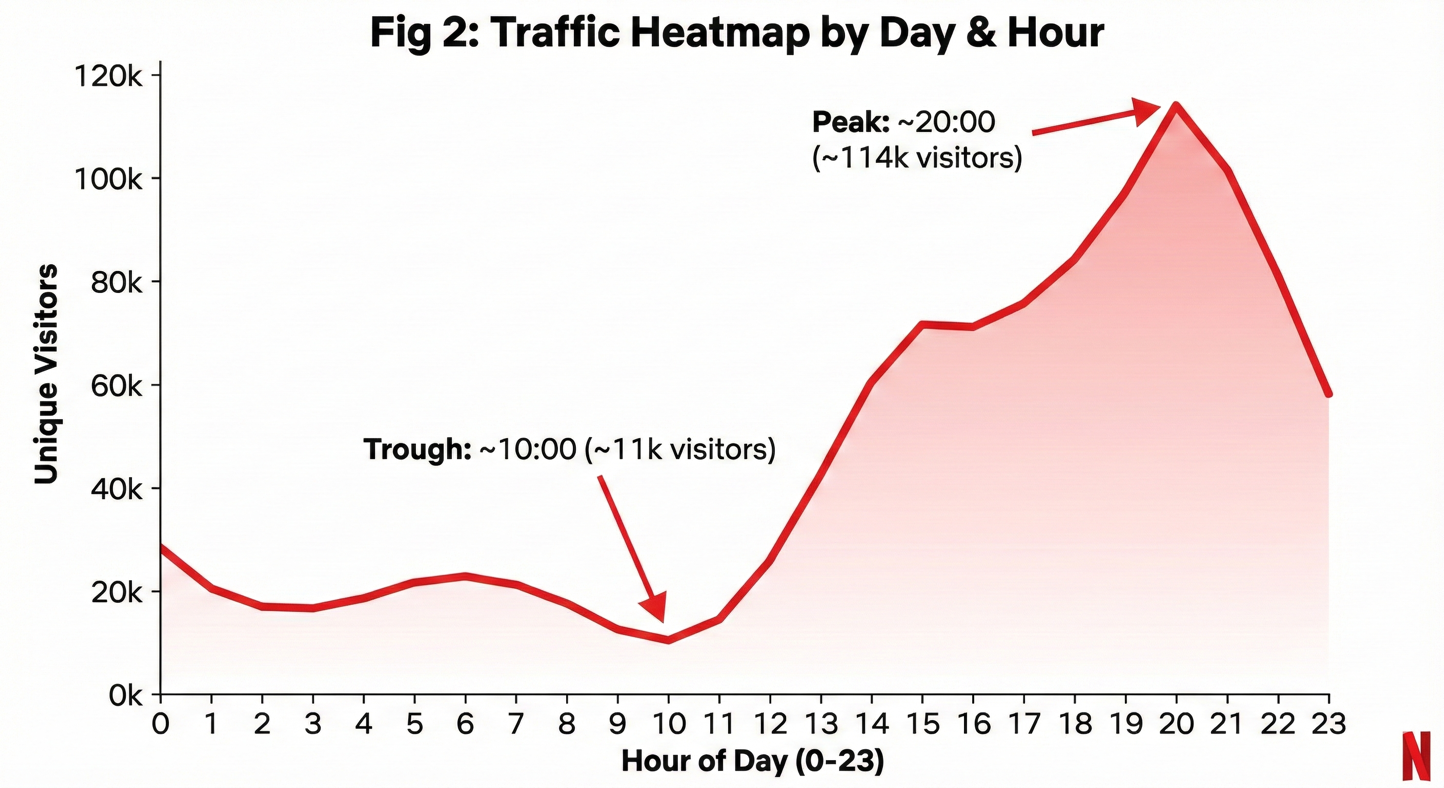 Fig 2: Traffic Heatmap by Day & Hour
120k
100k
80k
60k
40k
20k
0k
Unique Visitors
Peak: ~20:00
(~114k visitors)
Trough: ~10:00 (~11k visitors)
0 1 2 3 4 5 6 7 8 9 10 11 12 13 14 15 16 17 18 19 20 21 22 23
Hour of Day (0-23)
N